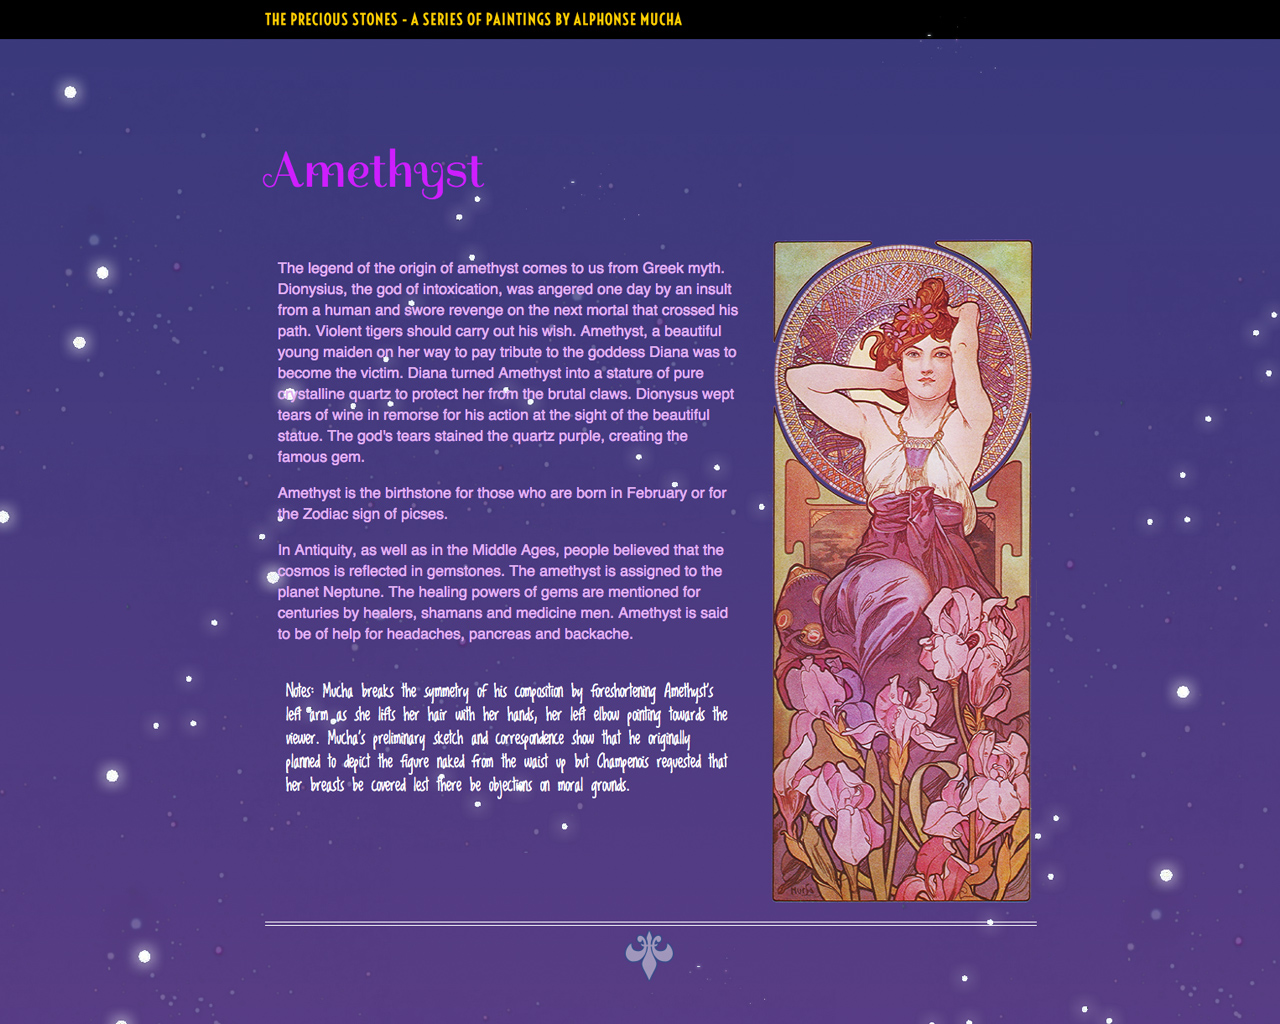 THE PRECIOUS STONES - A SERIES OF PAINTINGS BY ALPHONSE MUCHA
Amethyst
The legend of the origin of amethyst comes to us from Greek myth.
Dionysius, the god of intoxication, was angered one day by an insult
from a human and swore revenge on the next mortal that crossed his
path. Violent tigers should carry out his wish. Amethyst, a beautiful
young maiden on her way to pay tribute to the goddess Diana was to
become the victim. Diana turned Amethyst into a stature of pure
crystalline quartz to protect her from the brutal claws. Dionysus wept
tears of wine in remorse for his action at the sight of the beautiful
statue. The god's tears stained the quartz purple, creating the
famous gem.
Amethyst is the birthstone for those who are born in February or for
the Zodiac sign of picses.
In Antiquity, as well as in the Middle Ages, people believed that the
cosmos is reflected in gemstones. The amethyst is assigned to the
planet Neptune. The healing powers of gems are mentioned for
centuries by healers, shamans and medicine men. Amethyst is said
to be of help for headaches, pancreas and backache.
Notes: Mucha breaks the symmetry of his composition by foreshortening Amethyst's
left arm as she lifts her hair with her hands, her left elbow pointing towards the
viewer. Mucha's preliminary sketch and correspondence show that he originally
planned to depict the figure naked from the waist up but Champenois requested that
her breasts be covered lest there be objections on moral grounds.
MUCHA